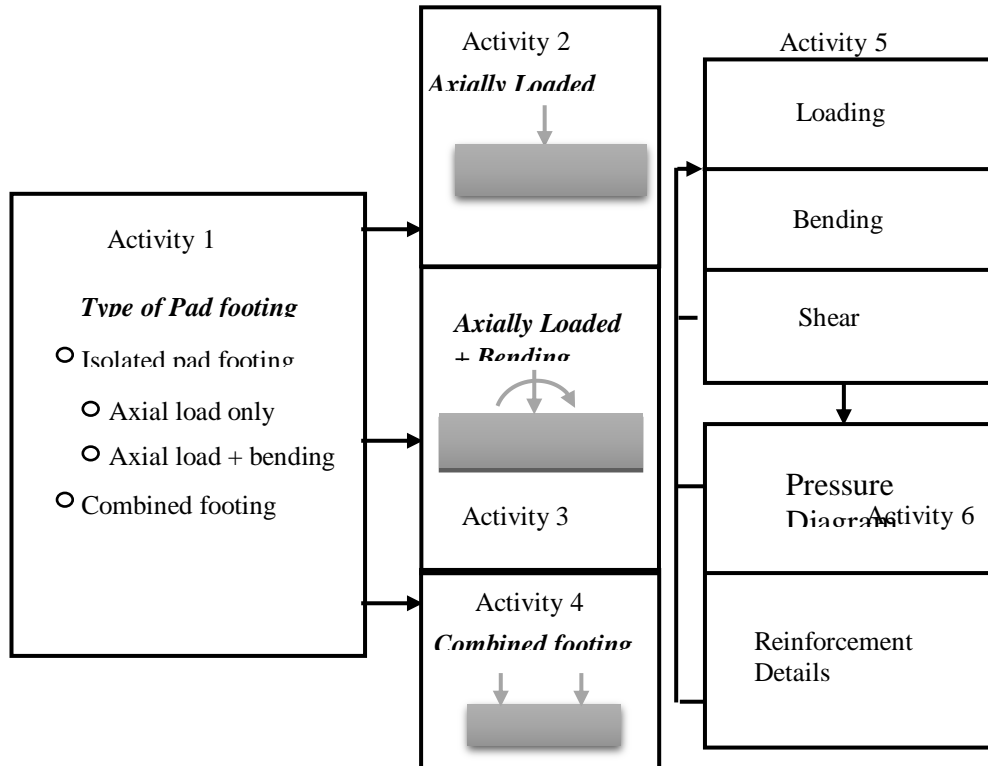 Activity 1
Type of Pad footing
Isolated pad footing
Axial load only
Axial load + bending
Combined footing
Activity 2
Axially Loaded
Axially Loaded
+ Bending
Activity 3
Activity 4
Combined footing
Activity 5
Loading
Bending
Shear
Pressure
Diagram
Activity 6
Reinforcement
Details